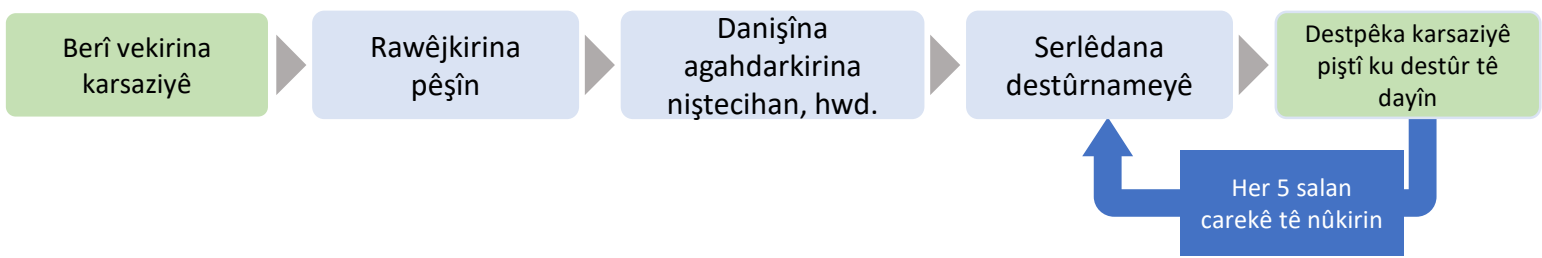 Berî vekirina
karsaziyê
Rawêjkirina
pêşîn
Danişîna
agahdarkirina
niştecihan, hwd.
Serlêdana
destûrnameyê
Destpêka karsaziyê
piştî ku destûr tê
dayîn
Her 5 salan
carekê tê nûkirin